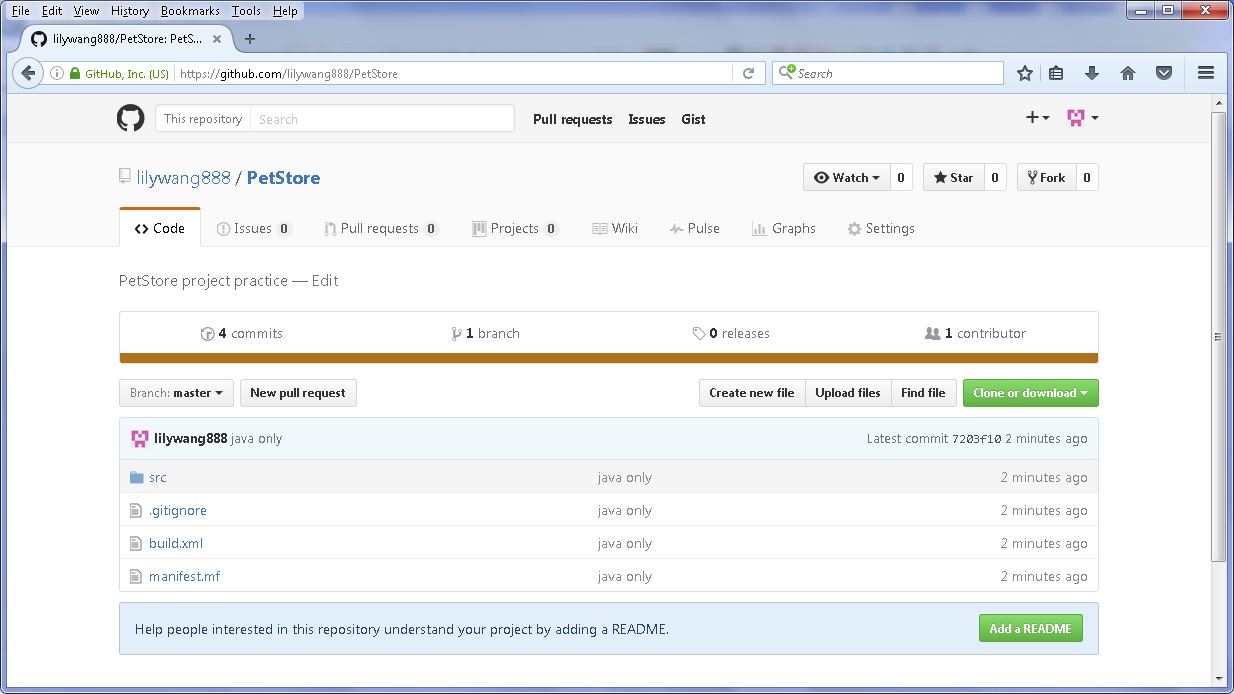 File Edit View History Bookmarks Tools Help
lilywang888/PetStore: PetS...
GitHub, Inc. (US) https://github.com/lilywang888/PetStore Search
This repository Search Pull requests Issues Gist
lilywang888 / PetStore Watch 0 Star 0 Fork 0
Code Issues 0 Pull requests 0 Projects 0 Wiki Pulse Graphs Settings
PetStore project practice — Edit
4 commits 1 branch 0 releases 1 contributor
Branch: master New pull request Create new file Upload files Find file Clone or download
lilywang888 java only Latest commit 7203f10 2 minutes ago
src java only 2 minutes ago
.gitignore java only 2 minutes ago
build.xml java only 2 minutes ago
manifest.mf java only 2 minutes ago
Help people interested in this repository understand your project by adding a README. Add a README